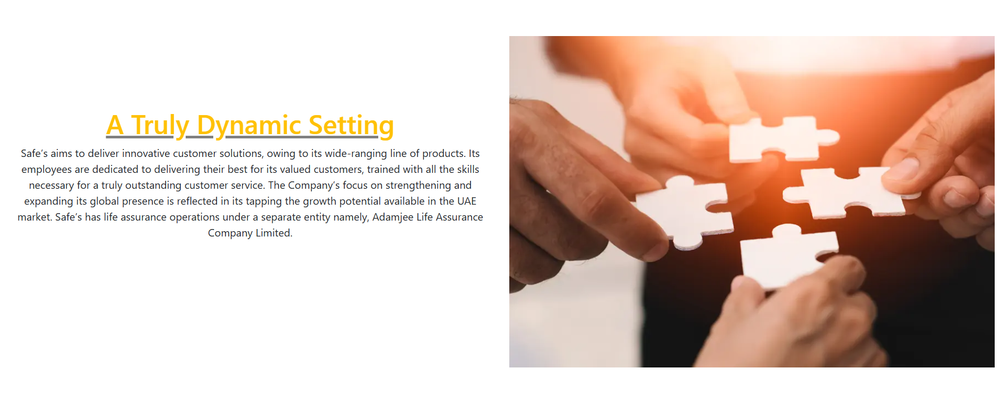 A Truly Dynamic Setting
Safe’s aims to deliver innovative customer solutions, owing to its wide-ranging line of products. Its
employees are dedicated to delivering their best for its valued customers, trained with all the skills
necessary for a truly outstanding customer service. The Company’s focus on strengthening and
expanding its global presence is reflected in its tapping the growth potential available in the UAE
market. Safe’s has life assurance operations under a separate entity namely, Adamjee Life Assurance
Company Limited.